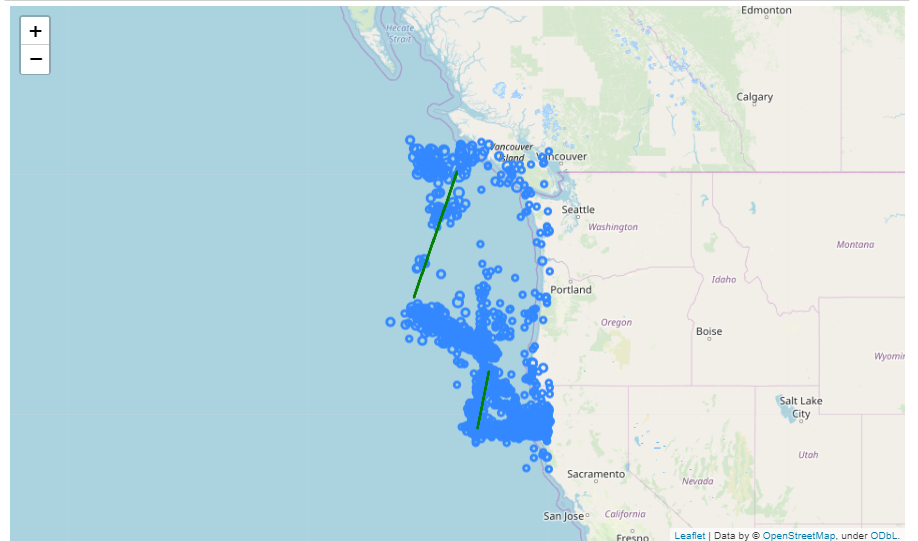 +
−
Hecate
Strait
Edmonton
Calgary
Vancouver
Island
Vancouver
Seattle
Washington
Montana
Portland
Idaho
Oregon
Boise
Wyomin
Salt Lake
City
Utah
Sacramento
Nevada
San Jose
California
Fresno
Leaflet | Data by © OpenStreetMap, under ODbL.